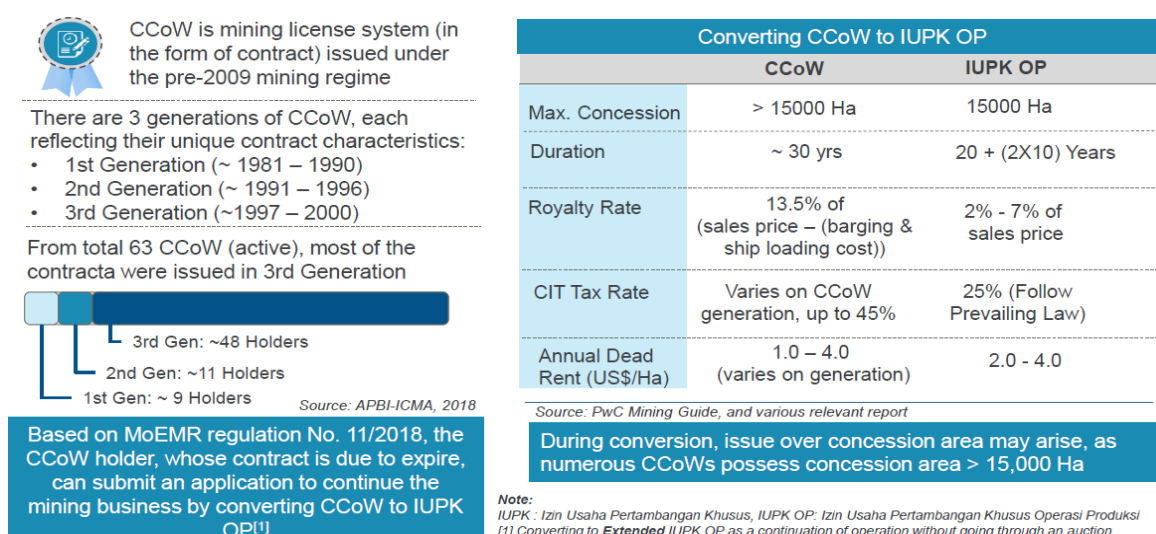 CCoW is mining license system (in
the form of contract) issued under
the pre-2009 mining regime
There are 3 generations of CCoW, each
reflecting their unique contract characteristics:
• 1st Generation (~ 1981 – 1990)
• 2nd Generation (~ 1991 – 1996)
• 3rd Generation (~1997 – 2000)
From total 63 CCoW (active), most of the
contracta were issued in 3rd Generation
3rd Gen: ~48 Holders
2nd Gen: ~11 Holders
1st Gen: ~ 9 Holders
Source: APBI-ICMA, 2018
Based on MoEMR regulation No. 11/2018, the
CCoW holder, whose contract is due to expire,
can submit an application to continue the
mining business by converting CCoW to IUPK
OP[1]
Converting CCoW to IUPK OP
CCoW IUPK OP
Max. Concession > 15000 Ha 15000 Ha
Duration ~ 30 yrs 20 + (2X10) Years
Royalty Rate 13.5% of
(sales price – (barging &
ship loading cost))
2% - 7% of
sales price
CIT Tax Rate Varies on CCoW
generation, up to 45%
25% (Follow
Prevailing Law)
Annual Dead
Rent (US$/Ha)
1.0 – 4.0
(varies on generation)
2.0 - 4.0
Source: PwC Mining Guide, and various relevant report
During conversion, issue over concession area may arise, as
numerous CCoWs possess concession area > 15,000 Ha
Note:
IUPK : Izin Usaha Pertambangan Khusus, IUPK OP: Izin Usaha Pertambangan Khusus Operasi Produksi
[1] Converting to Extended IUPK OP as a continuation of operation without going through an auction